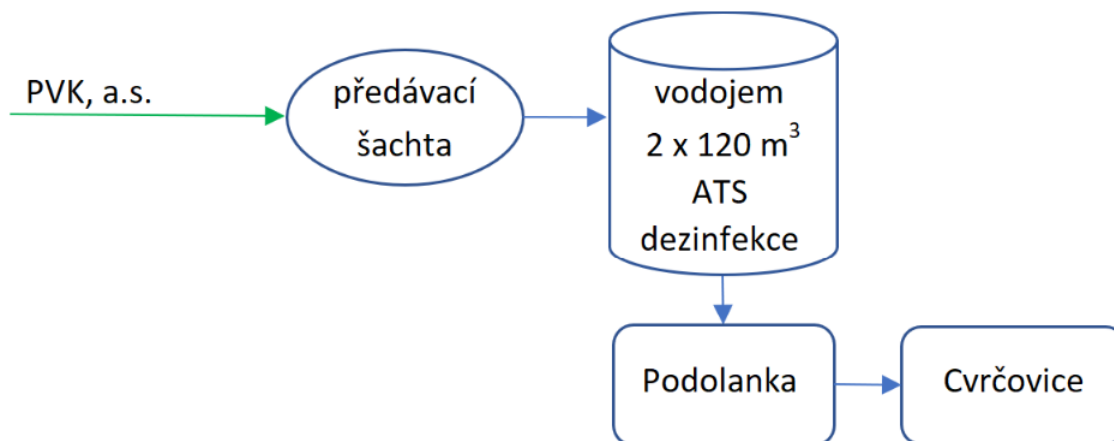 PVK, a.s.
předávací
šachta
vodojem
2 x 120 m³
ATS
dezinfekce
Podolanka
Cvrčovice